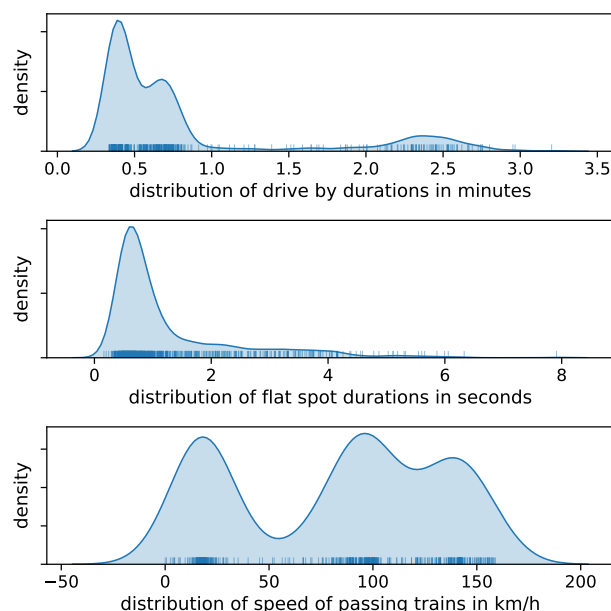 density
0.0 0.5 1.0 1.5 2.0 2.5 3.0 3.5
distribution of drive by durations in minutes
density
0 2 4 6 8
distribution of flat spot durations in seconds
density
−50 0 50 100 150 200
distribution of speed of passing trains in km/h